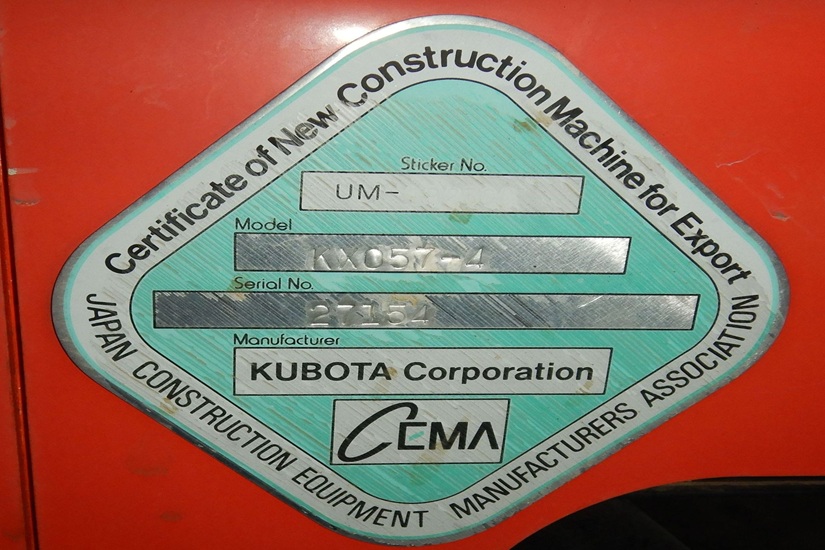 Certificate of New Construction Machine for Export
Sticker No.
UM-
Model
KX057-4
Serial No.
27154
Manufacturer
KUBOTA Corporation
CEMA
JAPAN CONSTRUCTION EQUIPMENT MANUFACTURERS ASSOCIATION